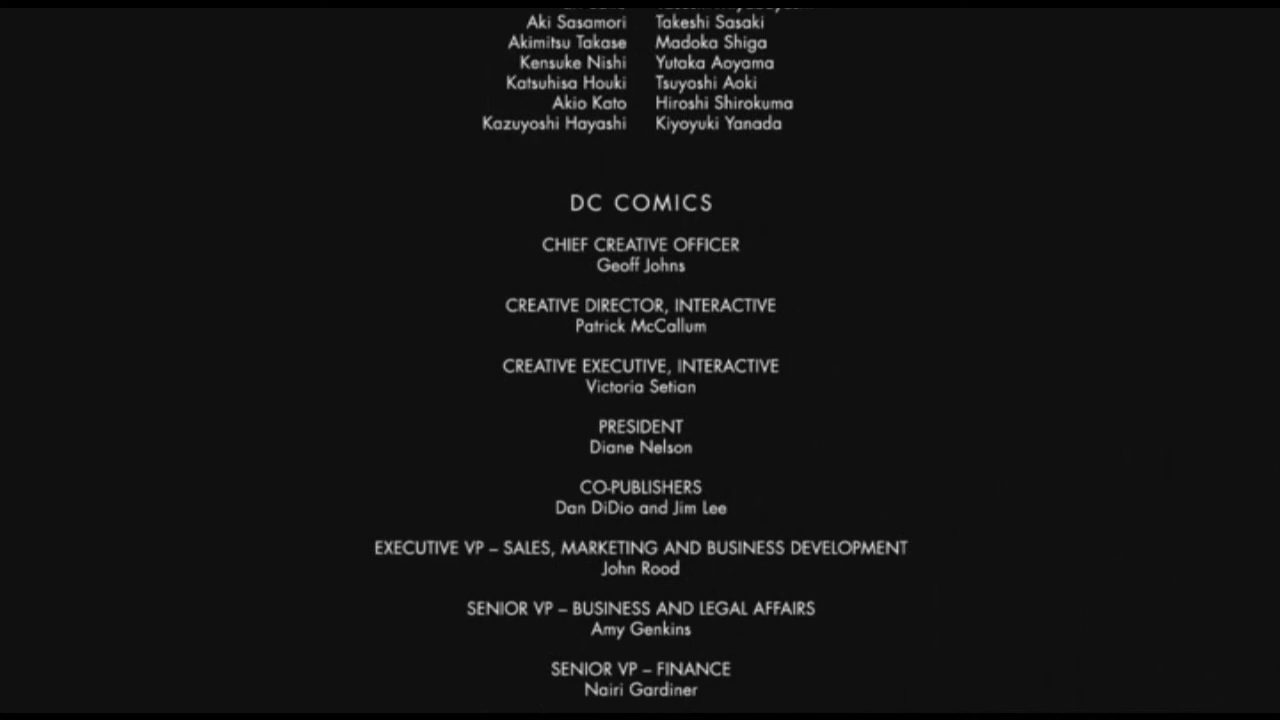 Aki Sasamori Takeshi Sasaki
Akimitsu Takase Madoka Shiga
Kensuke Nishi Yutaka Aoyama
Katsuhisa Houki Tsuyoshi Aoki
Akio Kato Hiroshi Shirokuma
Kazuyoshi Hayashi Kiyoyuki Yanada
DC COMICS
CHIEF CREATIVE OFFICER
Geoff Johns
CREATIVE DIRECTOR, INTERACTIVE
Patrick McCallum
CREATIVE EXECUTIVE, INTERACTIVE
Victoria Setian
PRESIDENT
Diane Nelson
CO-PUBLISHERS
Dan DiDio and Jim Lee
EXECUTIVE VP – SALES, MARKETING AND BUSINESS DEVELOPMENT
John Rood
SENIOR VP – BUSINESS AND LEGAL AFFAIRS
Amy Genkins
SENIOR VP – FINANCE
Nairi Gardiner